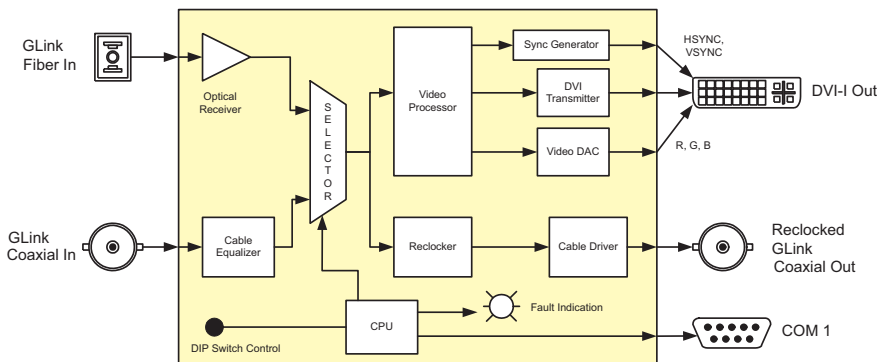 GLink
Fiber In
Optical
Receiver
SELECTOR
Video
Processor
Sync Generator
HSYNC,
VSYNC
DVI
Transmitter
DVI-I Out
Video DAC
R, G, B
GLink
Coaxial In
Cable
Equalizer
Reclocker
Cable Driver
Reclocked
GLink
Coaxial Out
CPU
Fault Indication
DIP Switch Control
COM 1